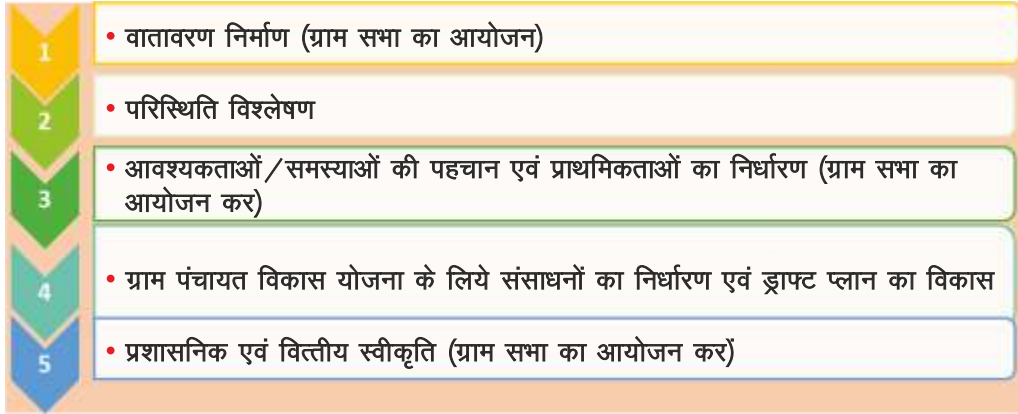 1
• वातावरण निर्माण (ग्राम सभा का आयोजन)
2
• परिस्थिति विश्लेषण
3
• आवश्यकताओं/समस्याओं की पहचान एवं प्राथमिकताओं का निर्धारण (ग्राम सभा का
आयोजन कर)
4
• ग्राम पंचायत विकास योजना के लिये संसाधनों का निर्धारण एवं ड्राफ्ट प्लान का विकास
5
• प्रशासनिक एवं वित्तीय स्वीकृति (ग्राम सभा का आयोजन कर)